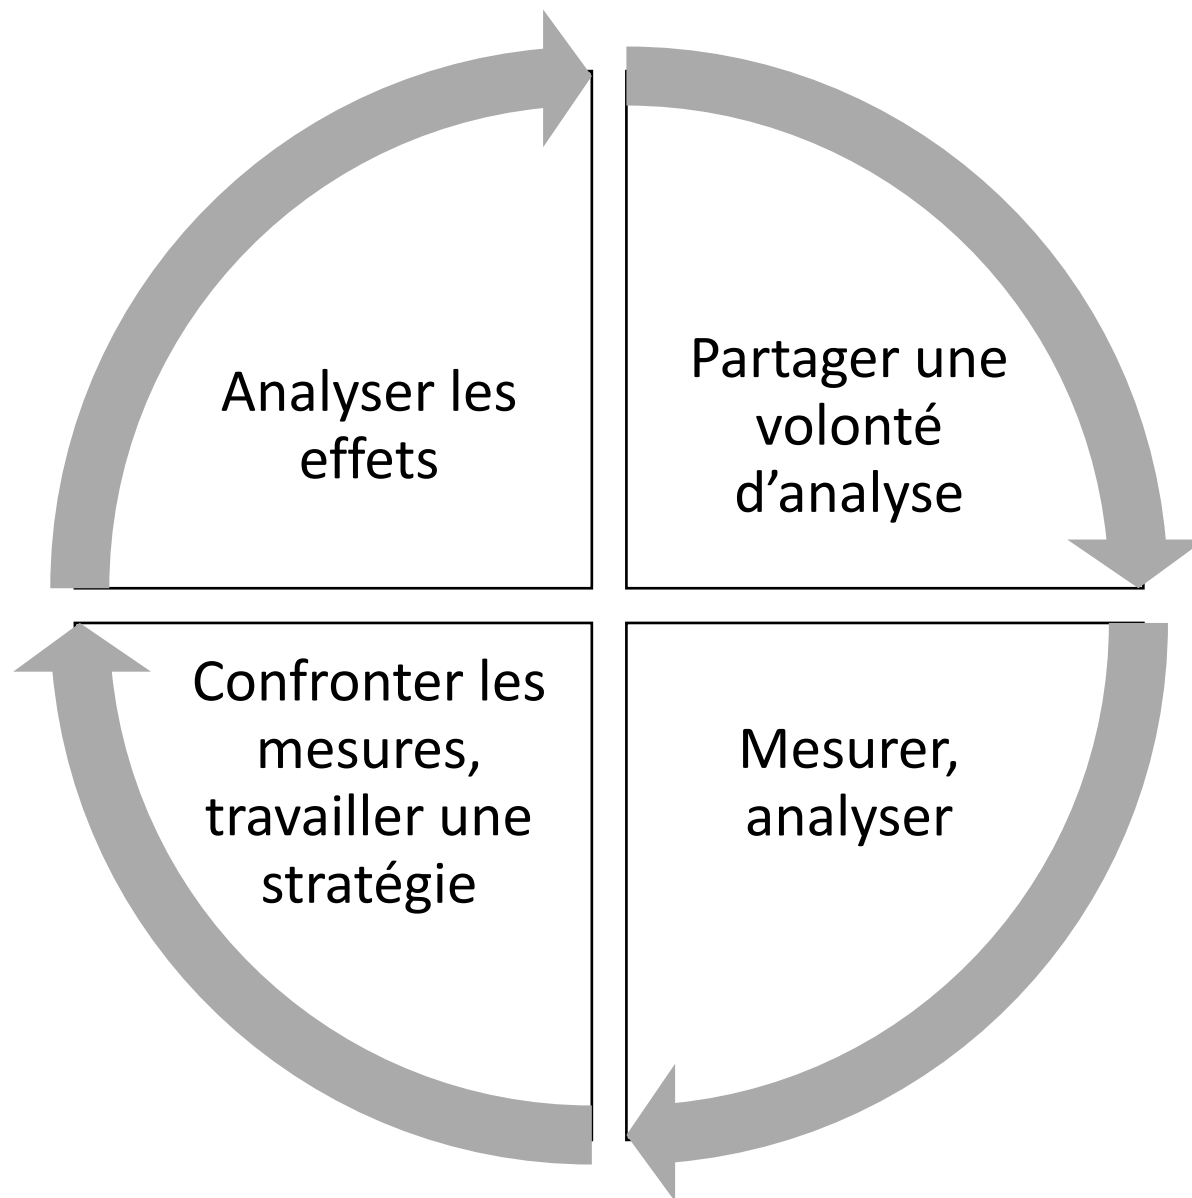 Analyser les
effets
Partager une
volonté
d’analyse
Confronter les
mesures,
travailler une
stratégie
Mesurer,
analyser